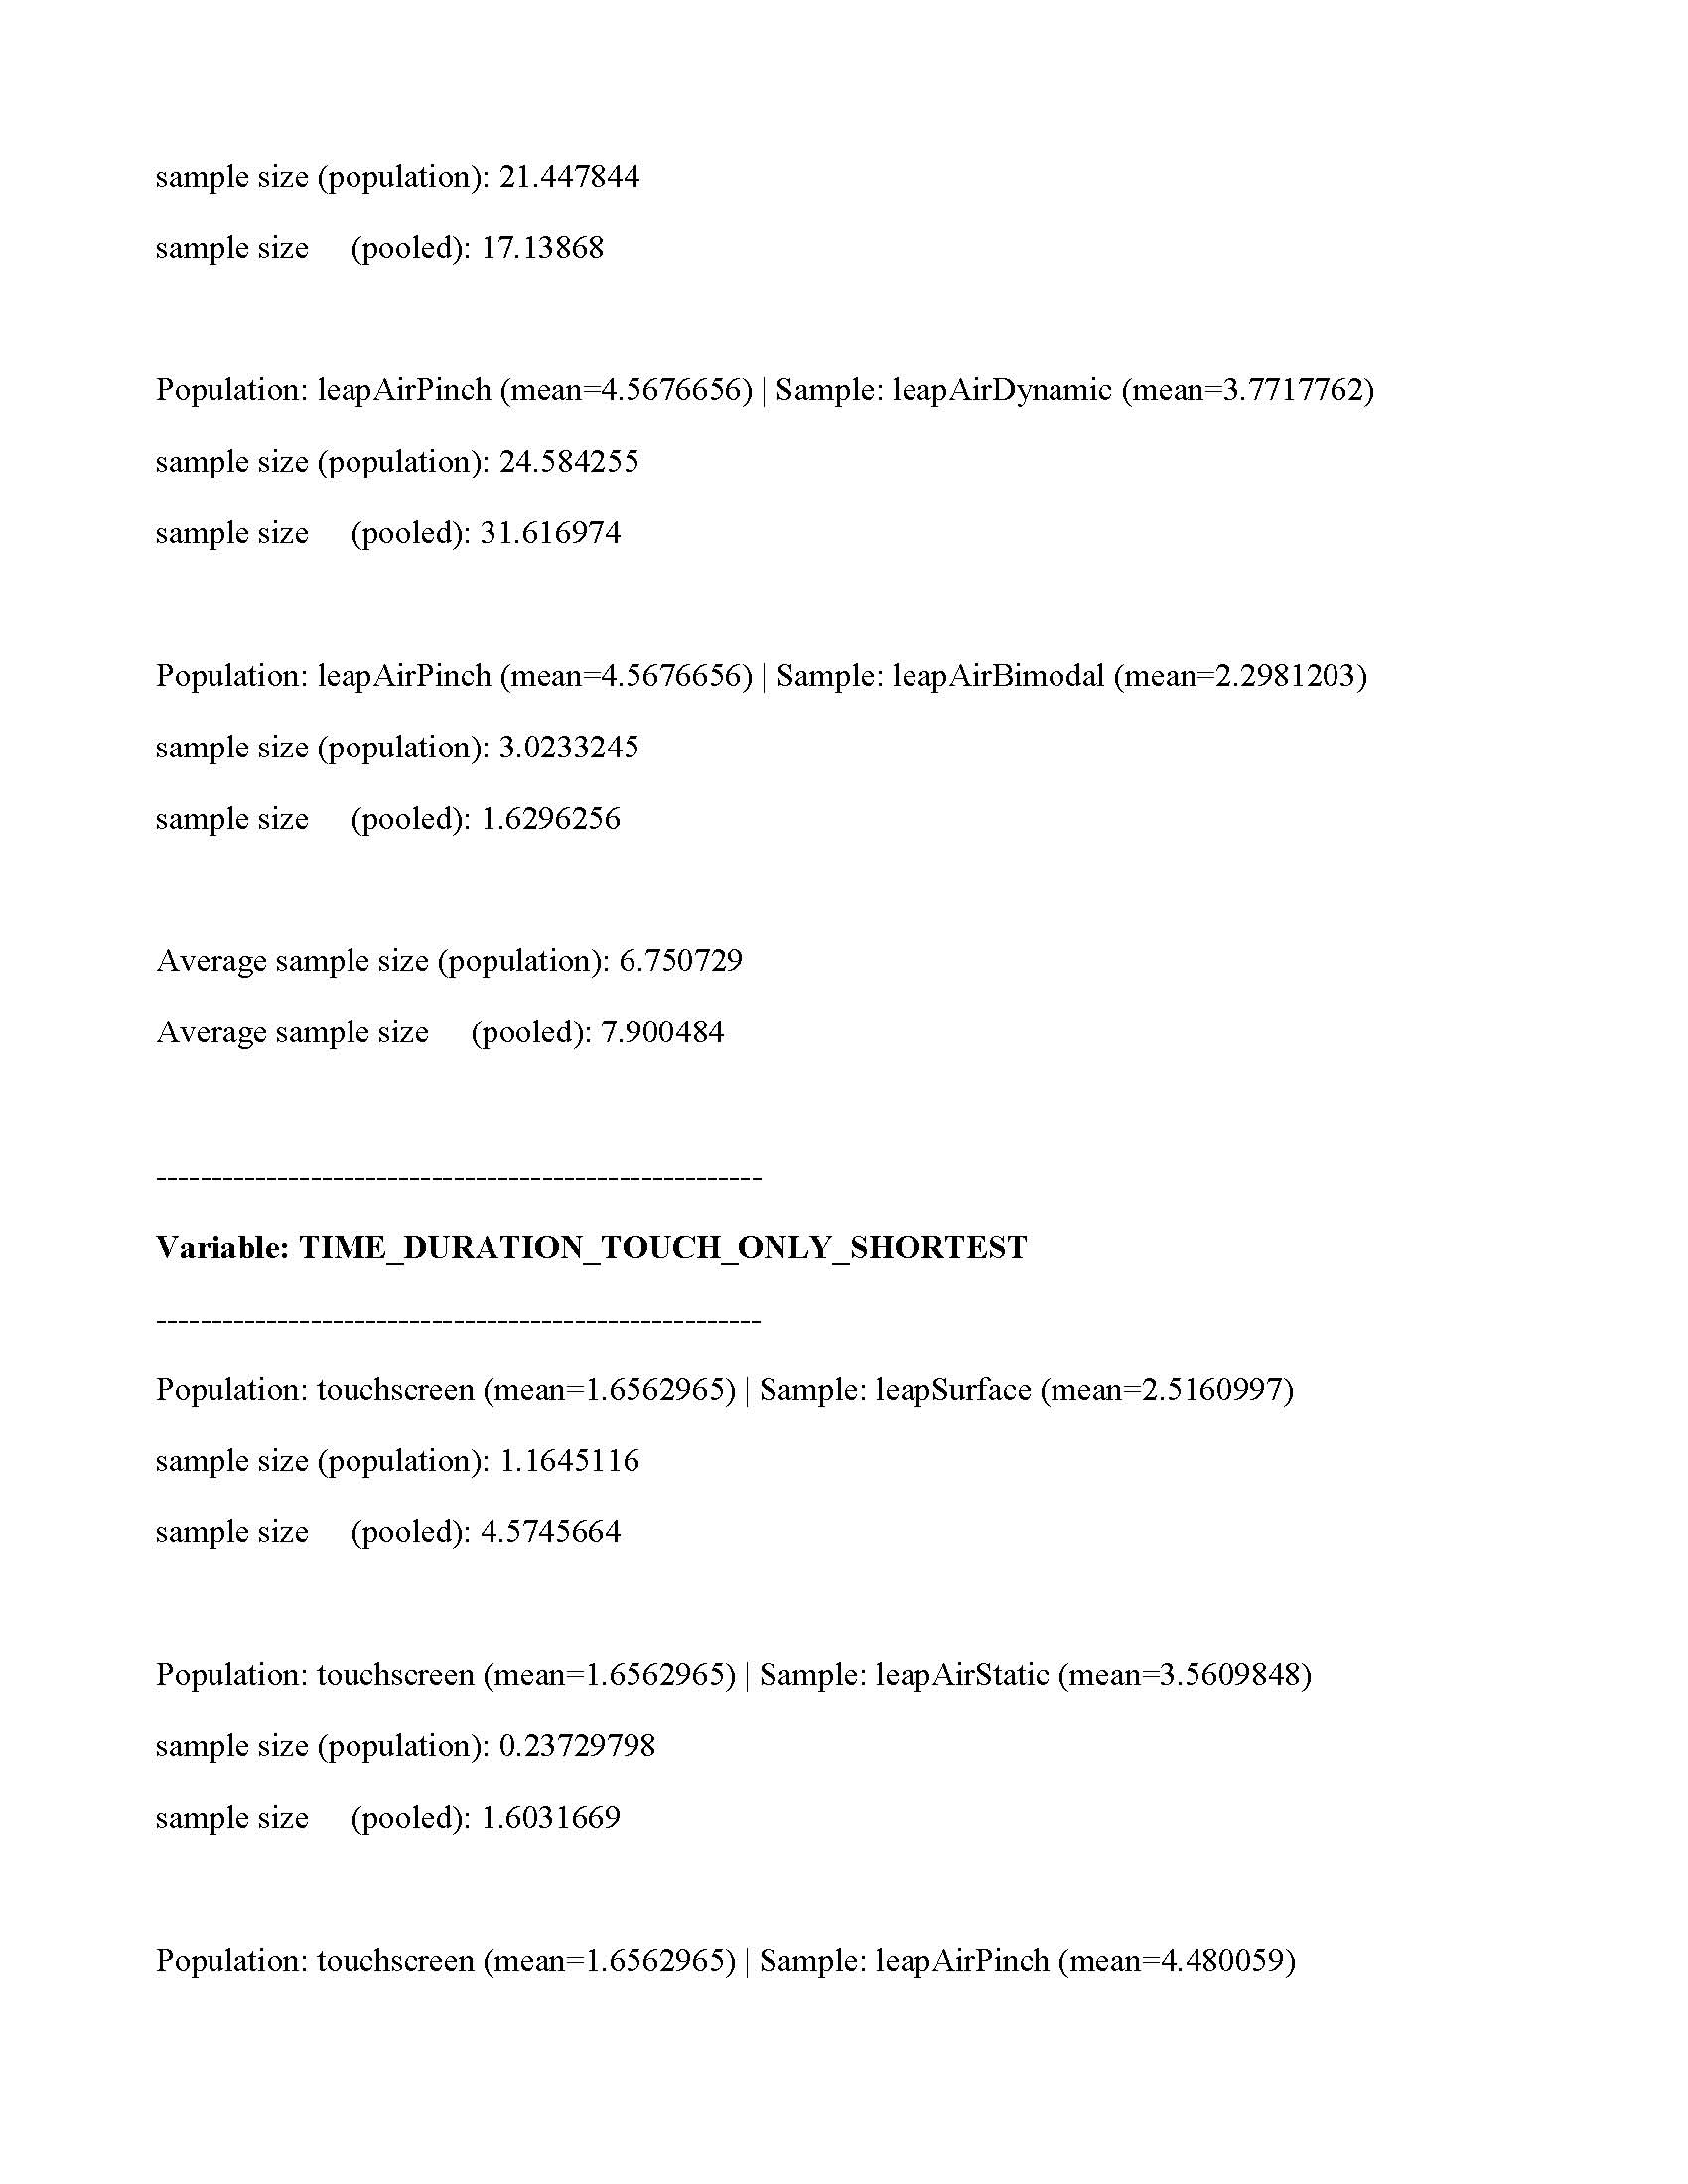 sample size (population): 21.447844
sample size     (pooled): 17.13868
Population: leapAirPinch (mean=4.5676656) | Sample: leapAirDynamic (mean=3.7717762)
sample size (population): 24.584255
sample size     (pooled): 31.616974
Population: leapAirPinch (mean=4.5676656) | Sample: leapAirBimodal (mean=2.2981203)
sample size (population): 3.0233245
sample size     (pooled): 1.6296256
Average sample size (population): 6.750729
Average sample size     (pooled): 7.900484
-------------------------------------------------------
Variable: TIME_DURATION_TOUCH_ONLY_SHORTEST
-------------------------------------------------------
Population: touchscreen (mean=1.6562965) | Sample: leapSurface (mean=2.5160997)
sample size (population): 1.1645116
sample size     (pooled): 4.5745664
Population: touchscreen (mean=1.6562965) | Sample: leapAirStatic (mean=3.5609848)
sample size (population): 0.23729798
sample size     (pooled): 1.6031669
Population: touchscreen (mean=1.6562965) | Sample: leapAirPinch (mean=4.480059)